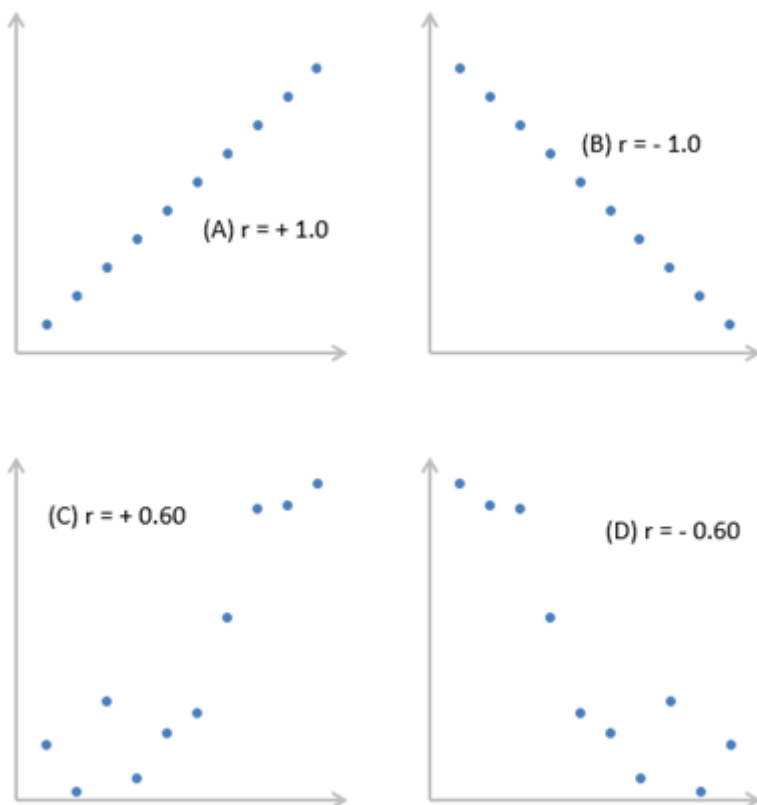 (A) r = + 1.0
(B) r = - 1.0
(C) r = + 0.60
(D) r = - 0.60